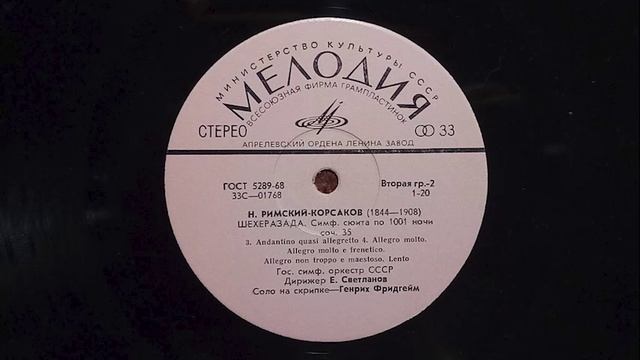 МИНИСТЕРСТВО КУЛЬТУРЫ СССР
МЕЛОДИЯ
ВСЕСОЮЗНАЯ ФИРМА ГРАМПЛАСТИНОК
СТЕРЕО 33
АПРЕЛЕВСКИЙ ОРДЕНА ЛЕНИНА ЗАВОД
ГОСТ 5289-68 Вторая гр.-2
33С—01768 1-20
Н. РИМСКИЙ-КОРСАКОВ (1844—1908)
ШЕХЕРАЗАДА. Симф. сюита по 1001 ночи
соч. 35
3. Andantino quasi allegretto 4. Allegro molto.
Allegro molto e frenetico.
Allegro non troppo e maestoso. Lento
Гос. симф. оркестр СССР
Дирижер Е. Светланов
Соло на скрипке—Генрих Фридгейм